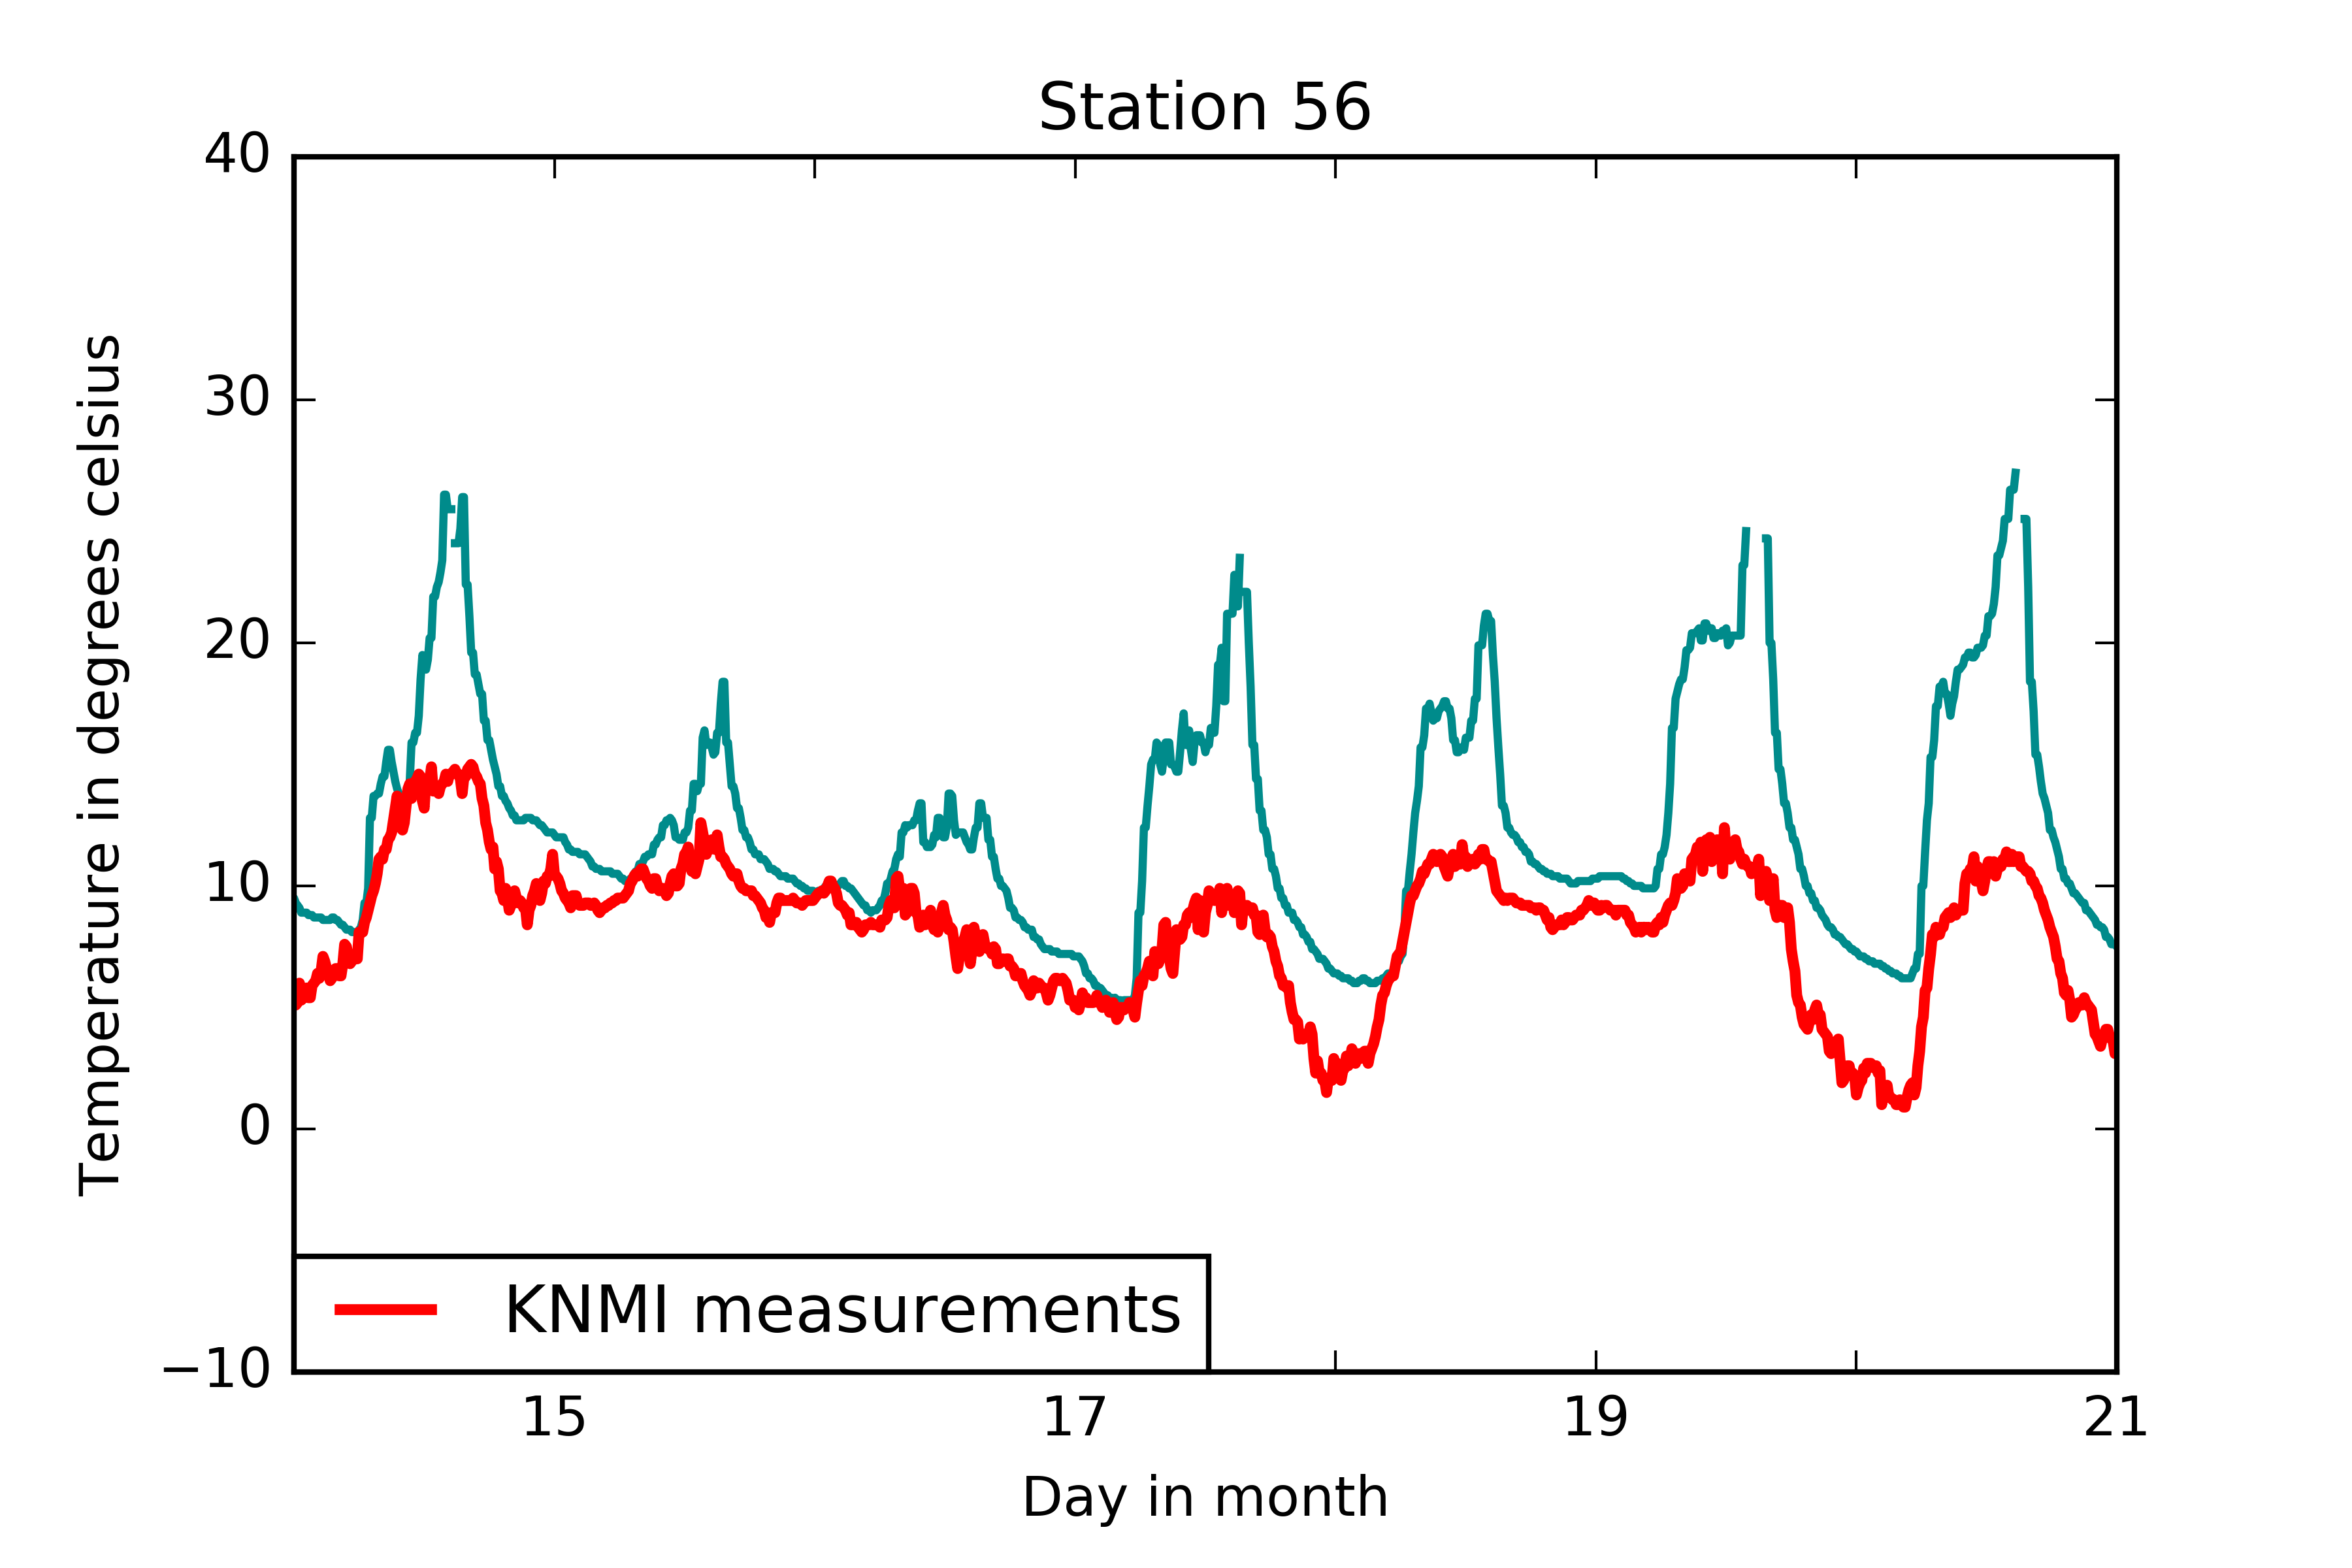 Station 56
Temperature in degrees celsius
40
30
20
10
0
−10
KNMI measurements
15 17 19 21
Day in month